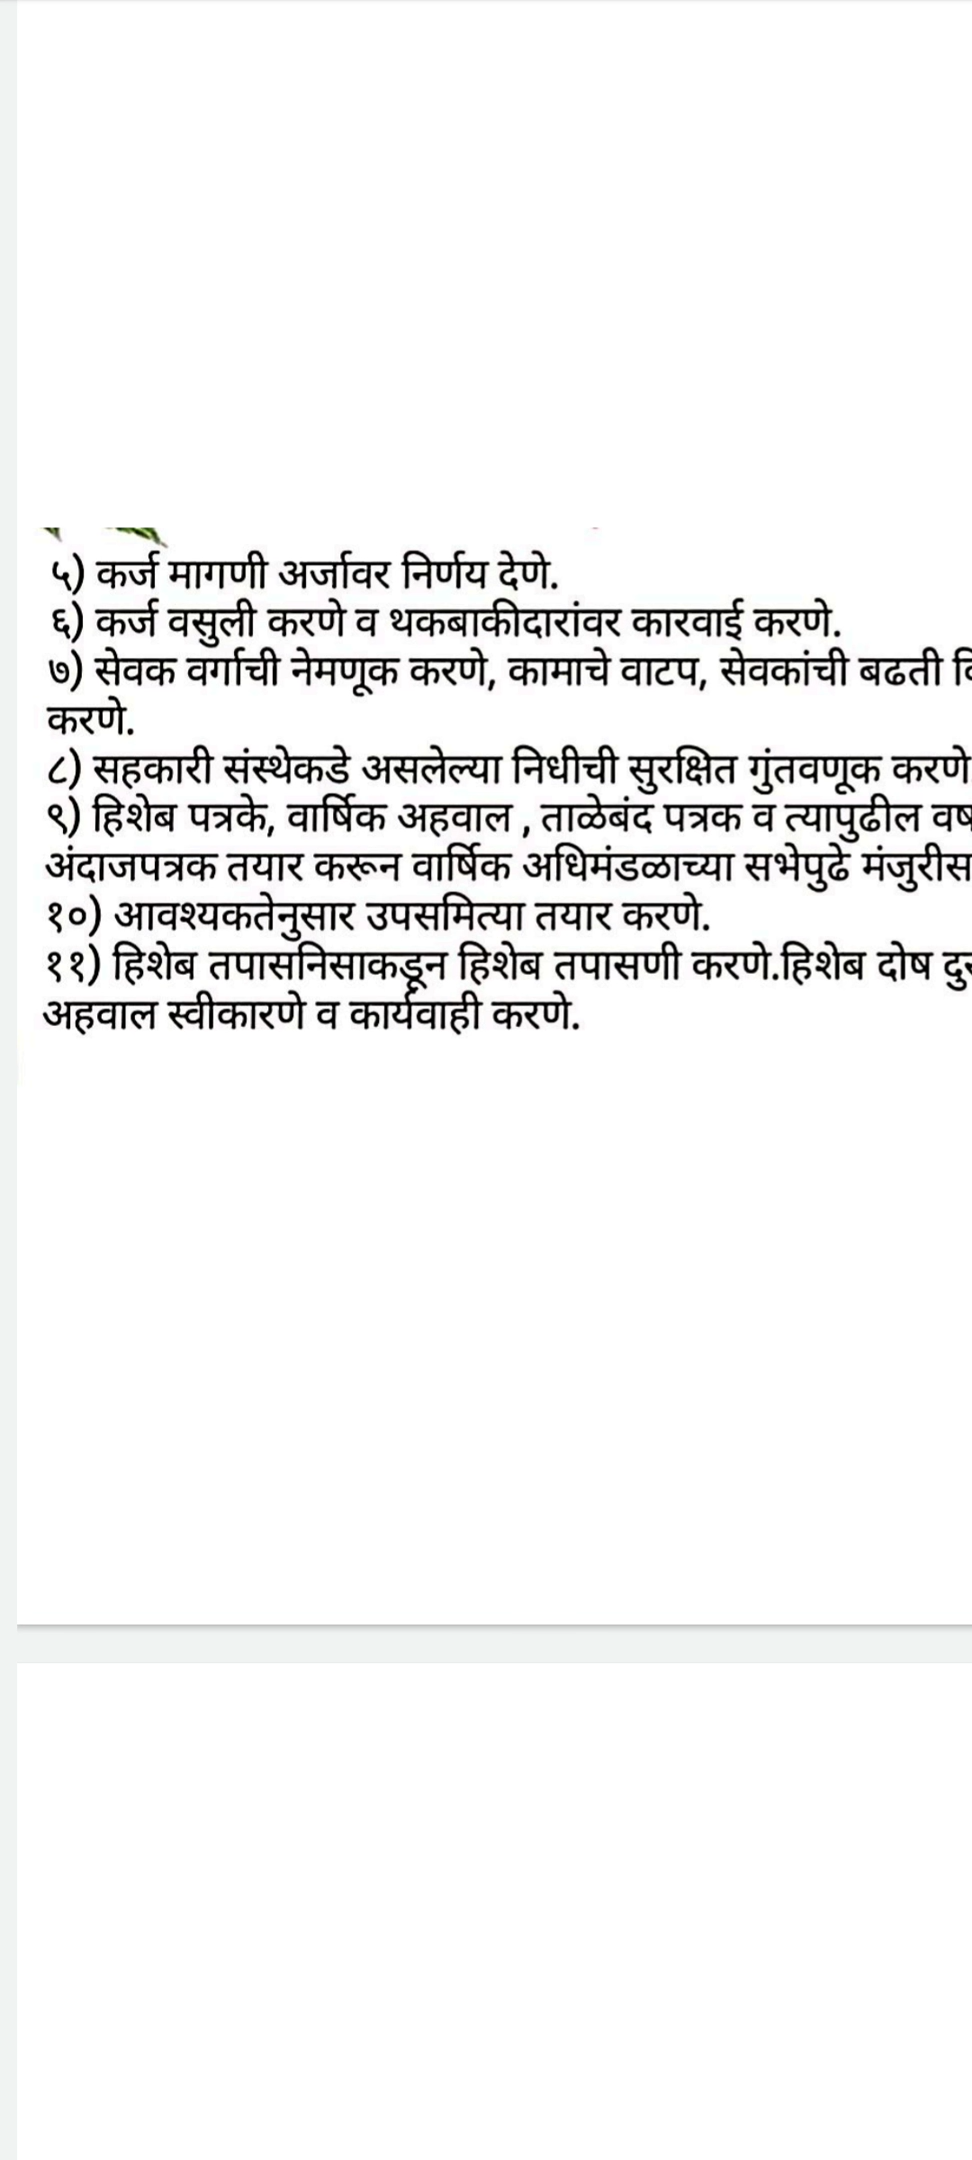 ५) कर्ज मागणी अर्जावर निर्णय देणे.
६) कर्ज वसुली करणे व थकबाकीदारांवर कारवाई करणे.
७) सेवक वर्गाची नेमणूक करणे, कामाचे वाटप, सेवकांची बढती
करणे.
८) सहकारी संस्थेकडे असलेल्या निधीची सुरक्षित गुंतवणूक करणे
९) हिशेब पत्रके, वार्षिक अहवाल , ताळेबंद पत्रक व त्यापुढील
अंदाजपत्रक तयार करून वार्षिक अधिमंडळाच्या सभेपुढे मंजुरीस
१०) आवश्यकतेनुसार उपसमित्या तयार करणे.
११) हिशेब तपासनिसाकडून हिशेब तपासणी करणे.हिशेब दोष
अहवाल स्वीकारणे व कार्यवाही करणे.